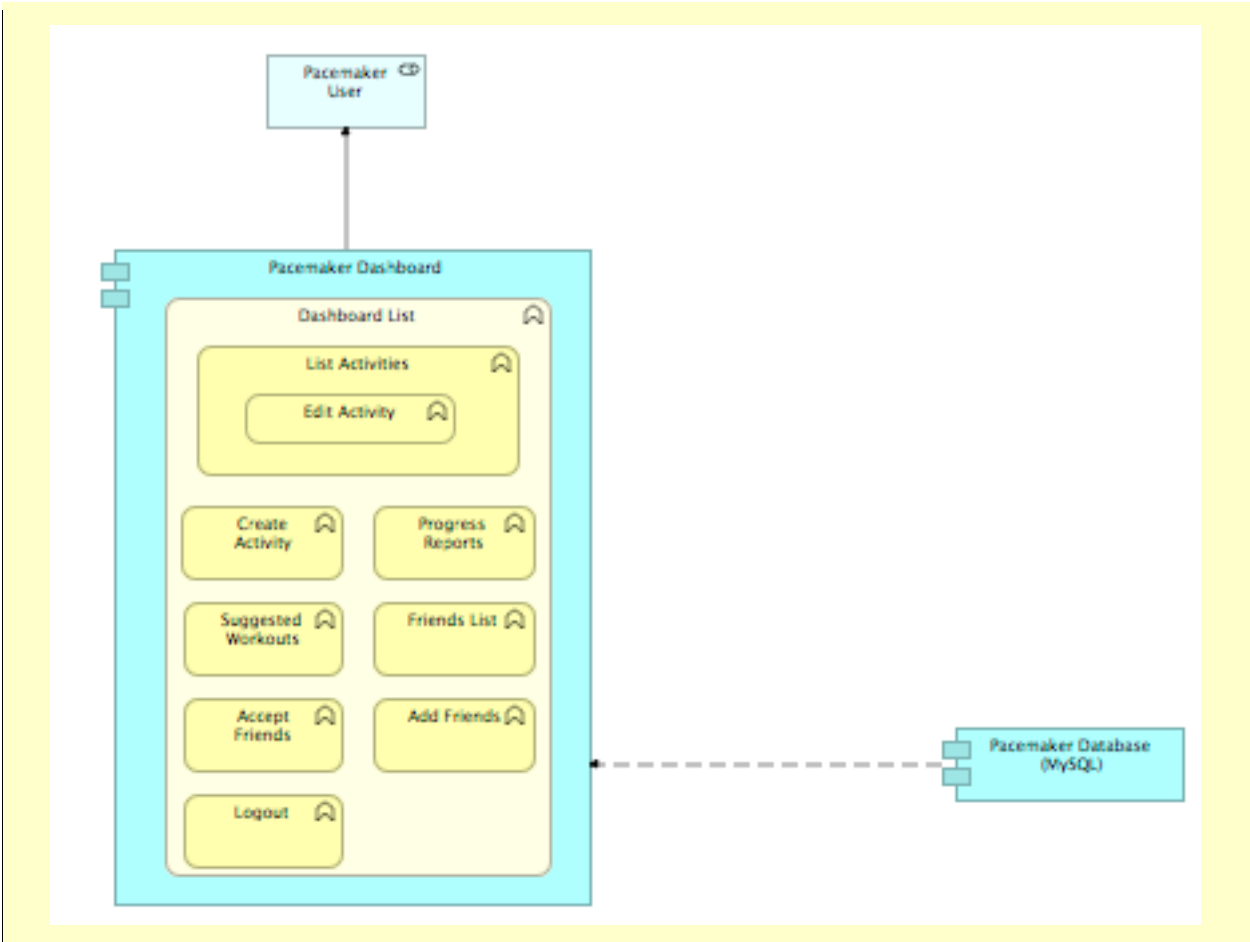 Pacemaker
User
Pacemaker Dashboard
Dashboard List
List Activities
Edit Activity
Create
Activity
Progress
Reports
Suggested
Workouts
Friends List
Accept
Friends
Add Friends
Pacemaker Database
(MySQL)
Logout